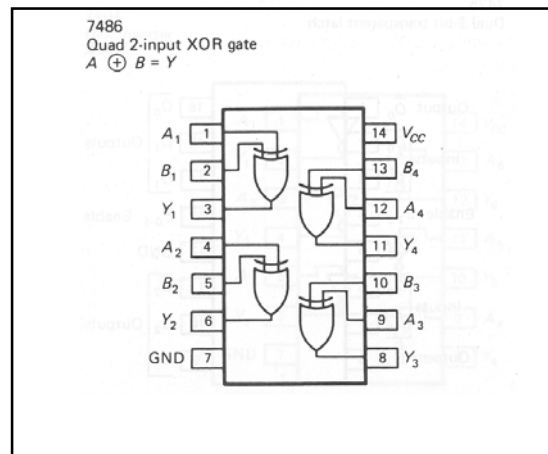 7486
Quad 2-input XOR gate
A ⊕ B = Y
A1 1
B1 2
Y1 3
A2 4
B2 5
Y2 6
GND 7
14 VCC
13 B4
12 A4
11 Y4
10 B3
9 A3
8 Y3